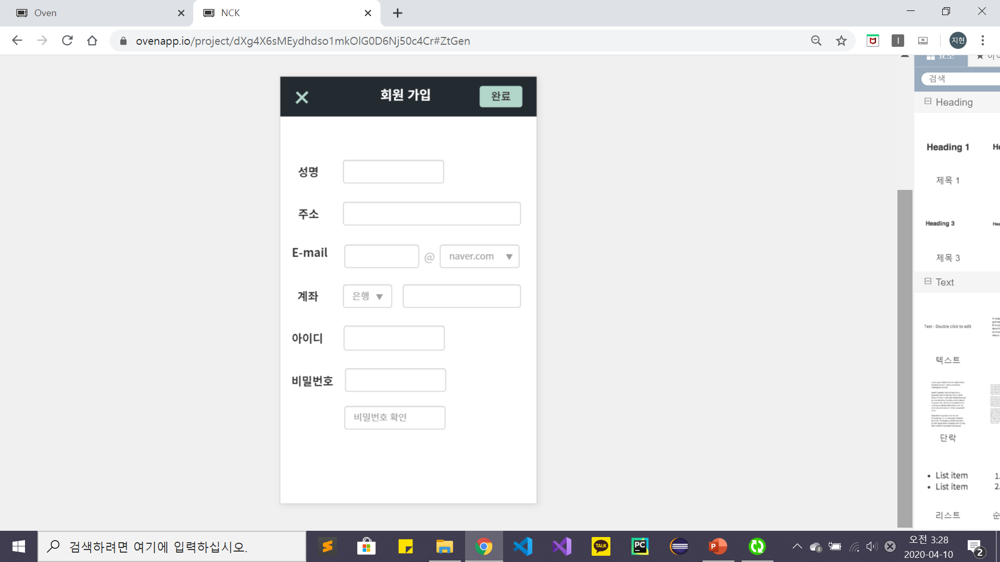 Oven
NCK
ovenapp.io/project/dXg4X6sMEydhdso1mkOlG0D6Nj50c4Cr#ZtGen
지현
요소
검색
Heading
회원 가입
완료
Heading 1
제목 1
성명
주소
Heading 3
제목 3
E-mail
@
naver.com
Text
계좌
은행
Text - Double click to edit
아이디
텍스트
비밀번호
비밀번호 확인
단락
List item
1.
List item
2.
리스트
순
검색하려면 여기에 입력하십시오.
TALK
PC
P
오전 3:28
2020-04-10
2